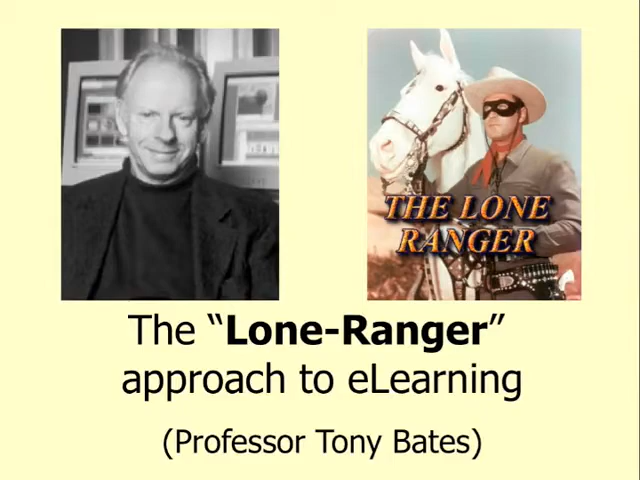 THE LONE
RANGER
The “Lone-Ranger”
approach to eLearning
(Professor Tony Bates)